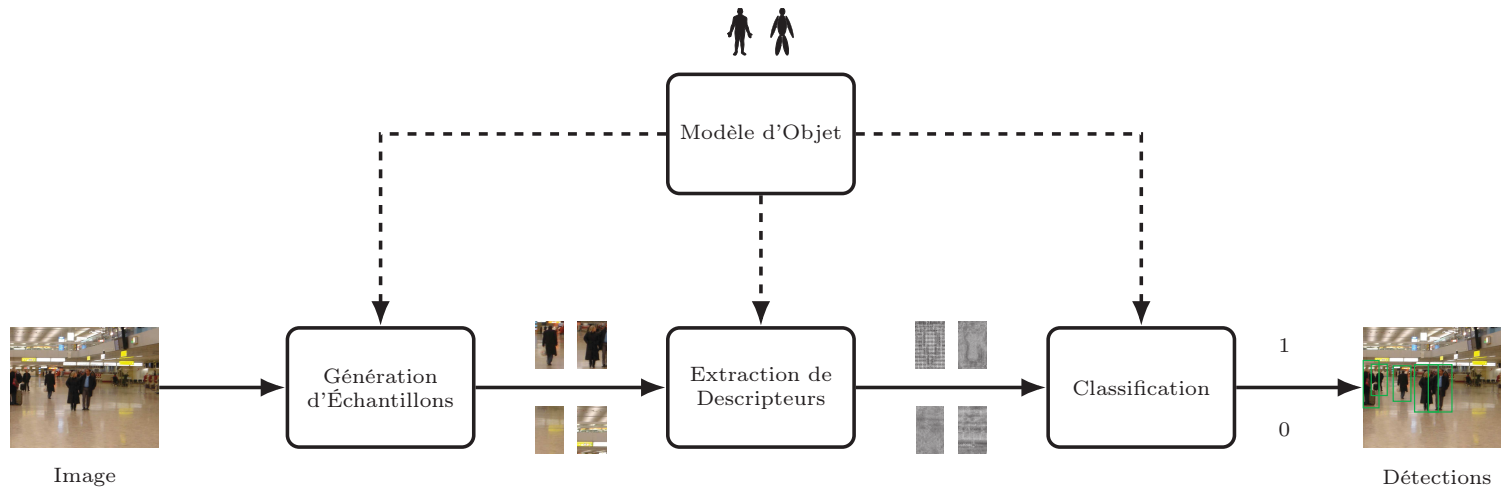 Modèle d'Objet
Génération
d'Échantillons
Extraction de
Descripteurs
Classification
1
0
Image
Détections